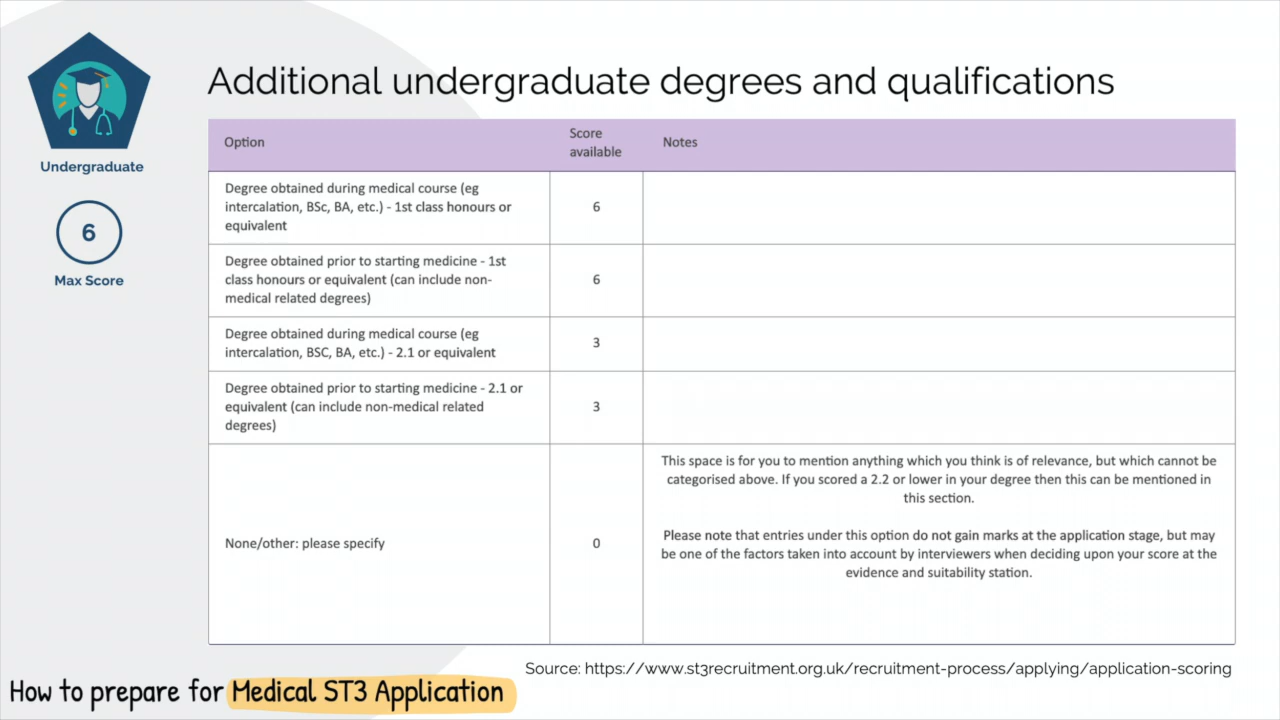 Additional undergraduate degrees and qualifications
Undergraduate
6
Max Score
Option
Score
available
Notes
Degree obtained during medical course (eg
intercalation, BSc, BA, etc.) - 1st class honours or
equivalent
6
Degree obtained prior to starting medicine - 1st
class honours or equivalent (can include non-
medical related degrees)
6
Degree obtained during medical course (eg
intercalation, BSC, BA, etc.) - 2.1 or equivalent
3
Degree obtained prior to starting medicine - 2.1 or
equivalent (can include non-medical related
degrees)
3
None/other: please specify
0
This space is for you to mention anything which you think is of relevance, but which cannot be
categorised above. If you scored a 2.2 or lower in your degree then this can be mentioned in
this section.
Please note that entries under this option do not gain marks at the application stage, but may
be one of the factors taken into account by interviewers when deciding upon your score at the
evidence and suitability station.
Source: https://www.st3recruitment.org.uk/recruitment-process/applying/application-scoring
How to prepare for Medical ST3 Application